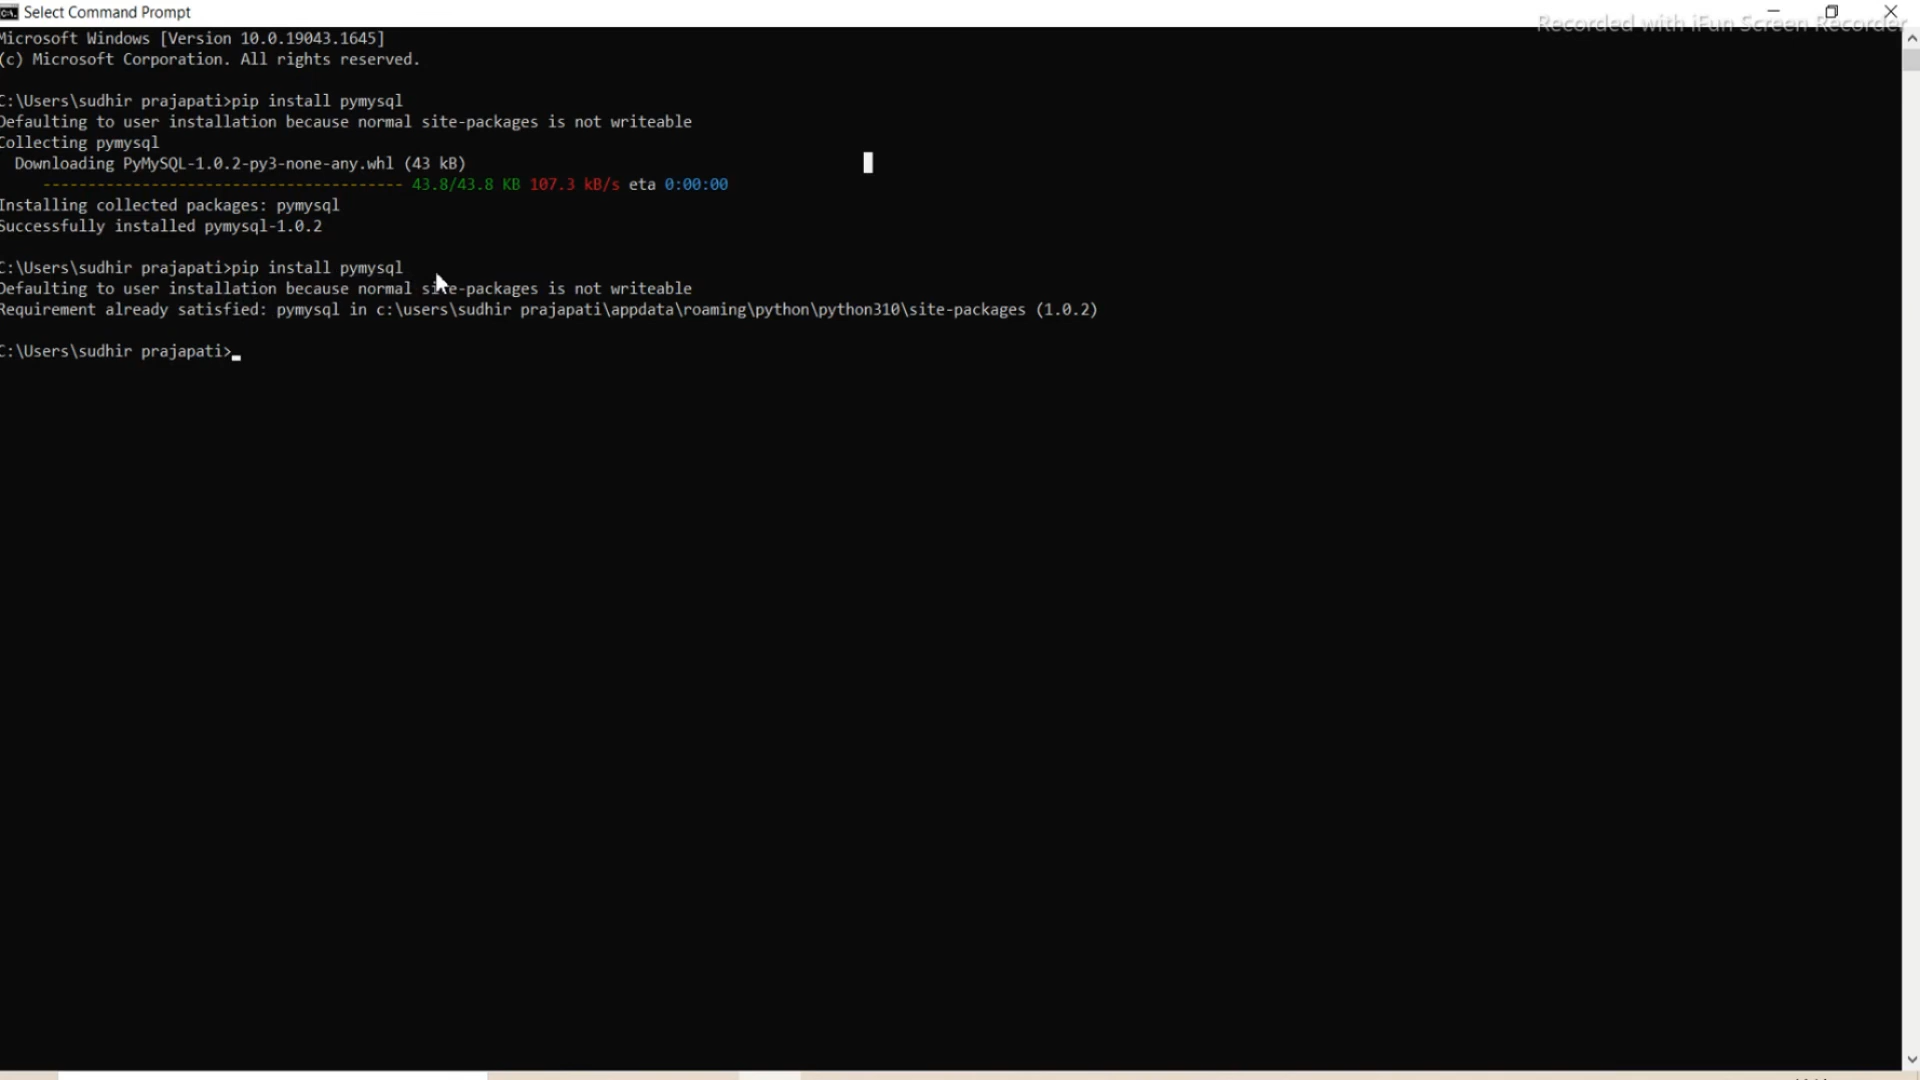 Select Command Prompt
Recorded with iFun Screen Recorder
Microsoft Windows [Version 10.0.19043.1645]
(c) Microsoft Corporation. All rights reserved.
C:\Users\sudhir prajapati>pip install pymysql
Defaulting to user installation because normal site-packages is not writeable
Collecting pymysql
Downloading PyMySQL-1.0.2-py3-none-any.whl (43 kB)
---------------------------------------- 43.8/43.8 KB 107.3 kB/s eta 0:00:00
Installing collected packages: pymysql
Successfully installed pymysql-1.0.2
C:\Users\sudhir prajapati>pip install pymysql
Defaulting to user installation because normal site-packages is not writeable
Requirement already satisfied: pymysql in c:\users\sudhir prajapati\appdata\roaming\python\python310\site-packages (1.0.2)
C:\Users\sudhir prajapati>